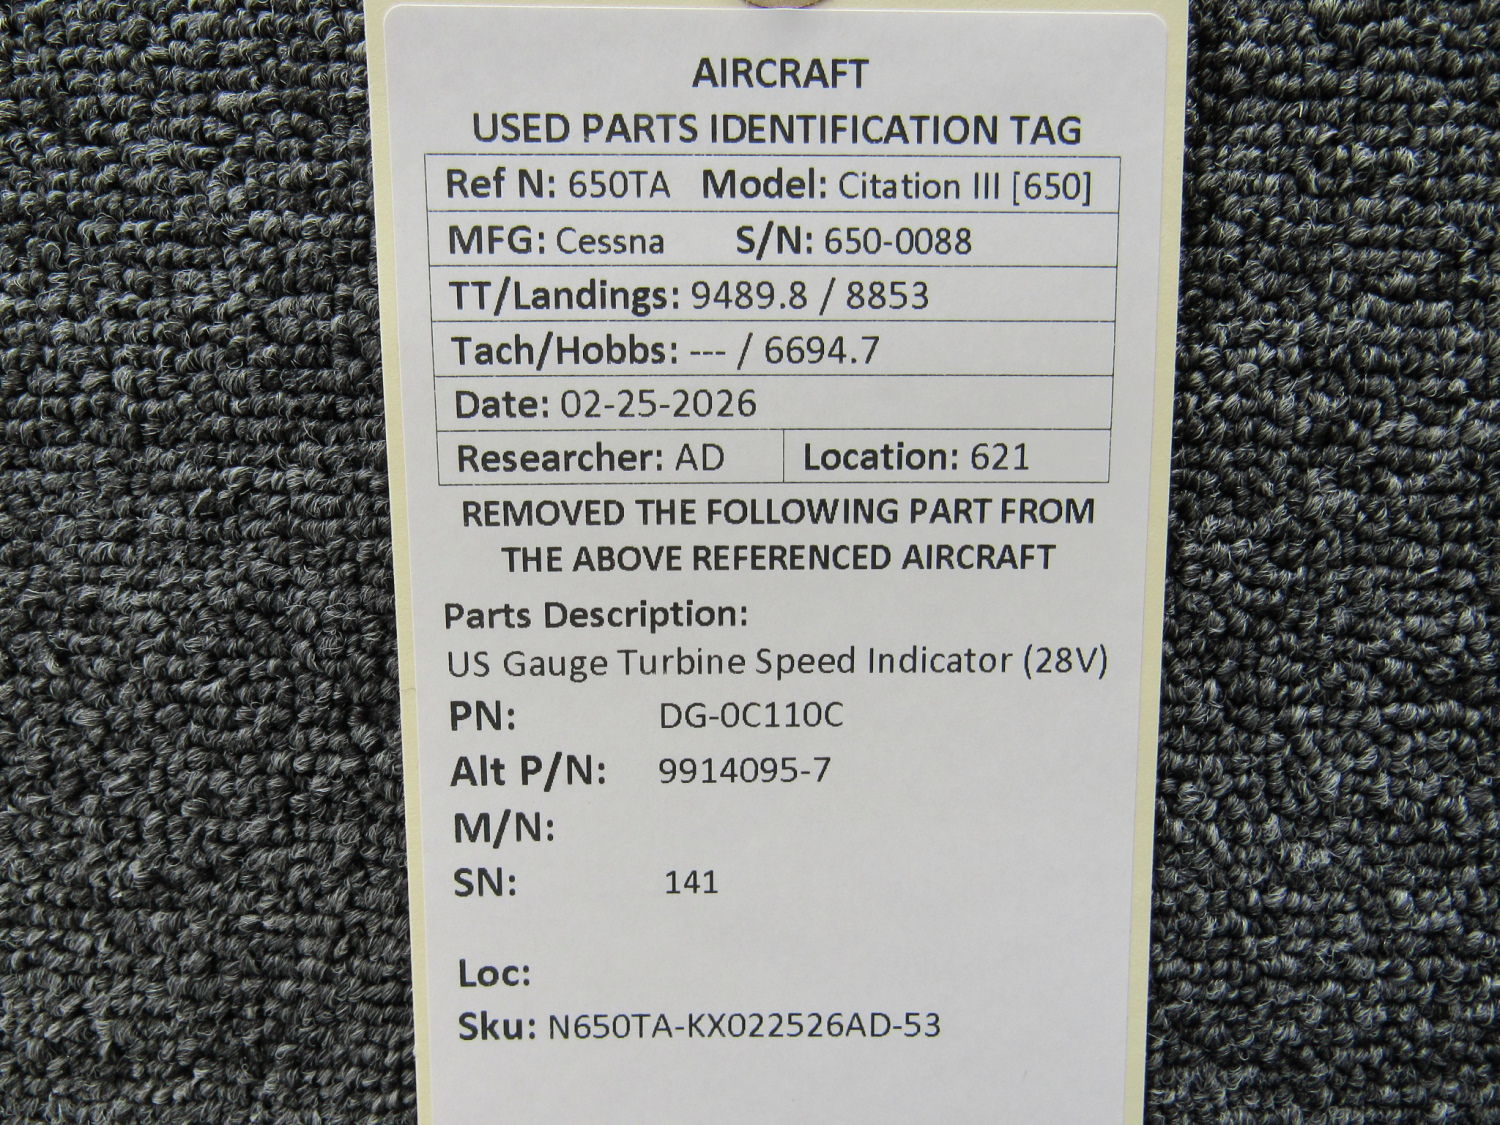 AIRCRAFT
USED PARTS IDENTIFICATION TAG
Ref N: 650TA Model: Citation III [650]
MFG: Cessna S/N: 650-0088
TT/Landings: 9489.8 / 8853
Tach/Hobbs: --- / 6694.7
Date: 02-25-2026
Researcher: AD Location: 621
REMOVED THE FOLLOWING PART FROM
THE ABOVE REFERENCED AIRCRAFT
Parts Description:
US Gauge Turbine Speed Indicator (28V)
PN: DG-0C110C
Alt P/N: 9914095-7
M/N:
SN: 141
Loc:
Sku: N650TA-KX022526AD-53